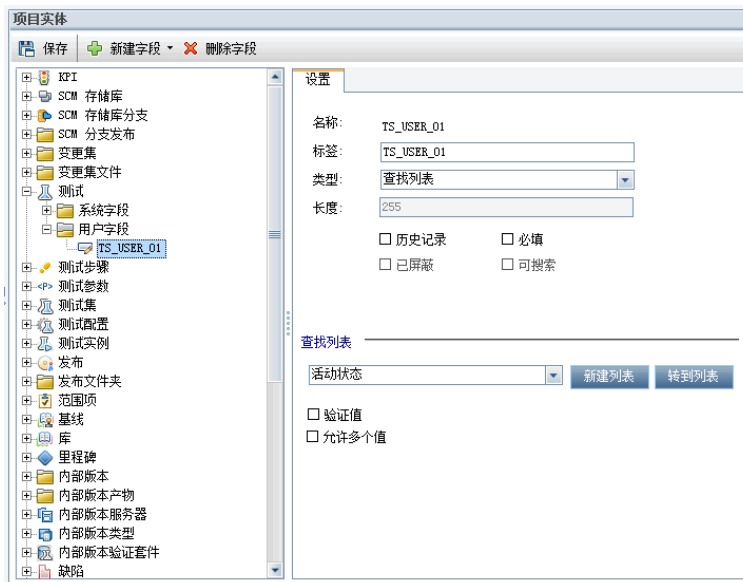 项目实体
保存 新建字段 删除字段
KPI
SCM 存储库
SCM 存储库分支
SCM 分支发布
变更集
变更集文件
测试
系统字段
用户字段
TS_USER_01
测试步骤
<P> 测试参数
测试集
测试配置
测试实例
发布
发布文件夹
范围项
基线
库
里程碑
内部版本
内部版本产物
内部版本服务器
内部版本类型
内部版本验证套件
缺陷
设置
名称: TS_USER_01
标签: TS_USER_01
类型: 查找列表
长度: 255
历史记录 必填
已屏蔽 可搜索
查找列表
活动状态 新建列表 转到列表
验证值
允许多个值